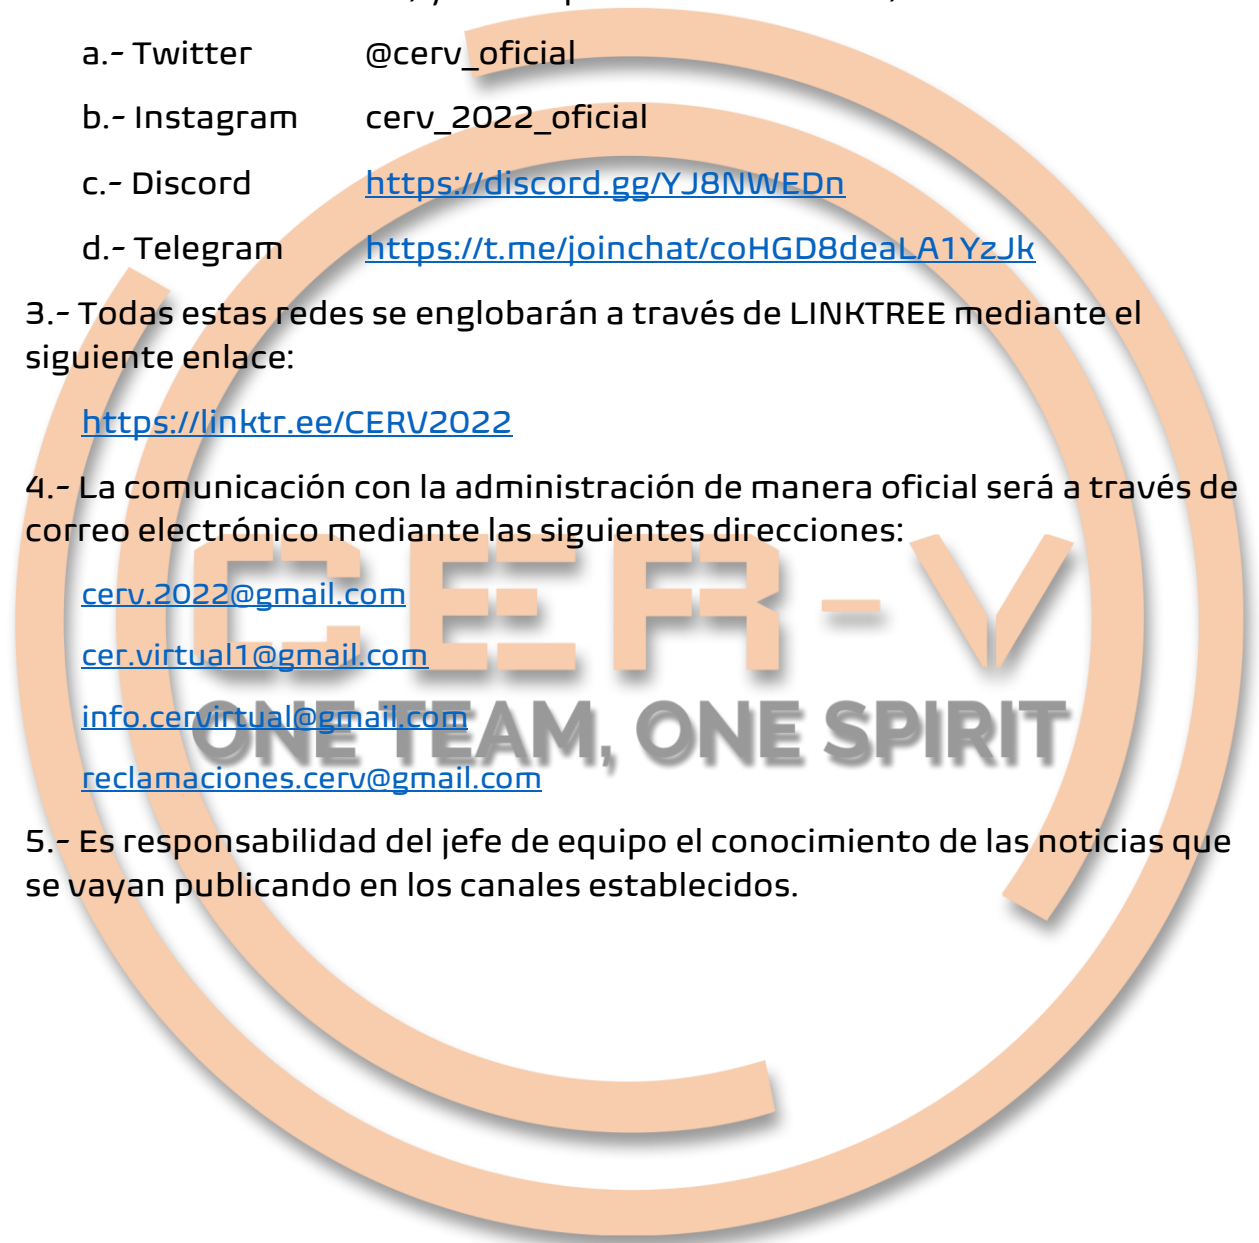 a.- Twitter @cerv_oficial
b.- Instagram cerv_2022_oficial
c.- Discord https://discord.gg/YJ8NWEDn
d.- Telegram https://t.me/joinchat/coHGD8deaLA1YzJk
3.- Todas estas redes se englobarán a través de LINKTREE mediante el
siguiente enlace:
https://linktr.ee/CERV2022
4.- La comunicación con la administración de manera oficial será a través de
correo electrónico mediante las siguientes direcciones:
cerv.2022@gmail.com
cer.virtual1@gmail.com
info.cervirtual@gmail.com
reclamaciones.cerv@gmail.com
CER-V
ONE TEAM, ONE SPIRIT
5.- Es responsabilidad del jefe de equipo el conocimiento de las noticias que
se vayan publicando en los canales establecidos.